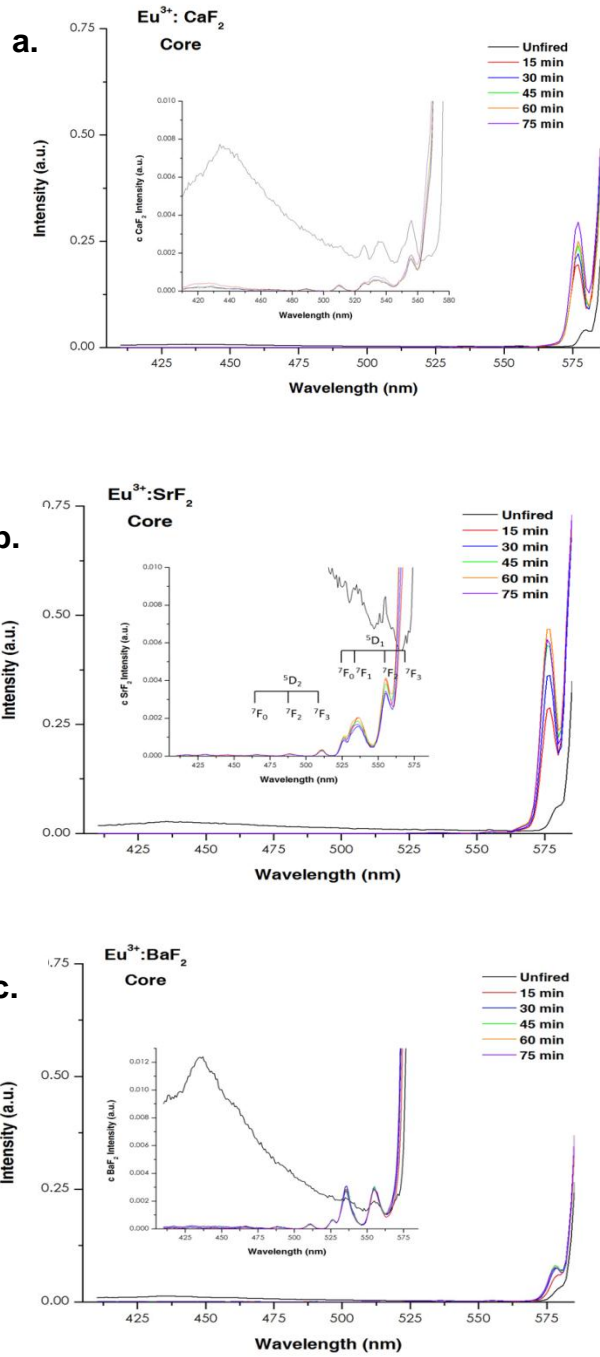 a.
Eu³⁺: CaF₂
Core
Unfired
15 min
30 min
45 min
60 min
75 min
Intensity (a.u.)
0.75
0.50
0.25
0.00
425
450
475
500
525
550
575
Wavelength (nm)
c CaF₂ Intensity (a.u.)
0.010
0.008
0.006
0.004
0.002
0.000
420
440
460
480
500
520
540
560
580
Wavelength (nm)
b.
Eu³⁺:SrF₂
Core
Unfired
15 min
30 min
45 min
60 min
75 min
Intensity (a.u.)
0.75
0.50
0.25
0.00
425
450
475
500
525
550
575
Wavelength (nm)
c SrF₂ Intensity (a.u.)
0.010
0.008
0.006
0.004
0.002
0.000
425
450
475
500
525
550
575
Wavelength (nm)
⁵D₁
⁷F₀
⁷F₁
⁷F₂
⁷F₃
⁵D₂
⁷F₀
⁷F₂
⁷F₃
c.
Eu³⁺:BaF₂
Core
Unfired
15 min
30 min
45 min
60 min
75 min
Intensity (a.u.)
0.75
0.50
0.25
0.00
425
450
475
500
525
550
575
Wavelength (nm)
c BaF₂ Intensity (a.u.)
0.012
0.010
0.008
0.006
0.004
0.002
0.000
425
450
475
500
525
550
575
Wavelength (nm)